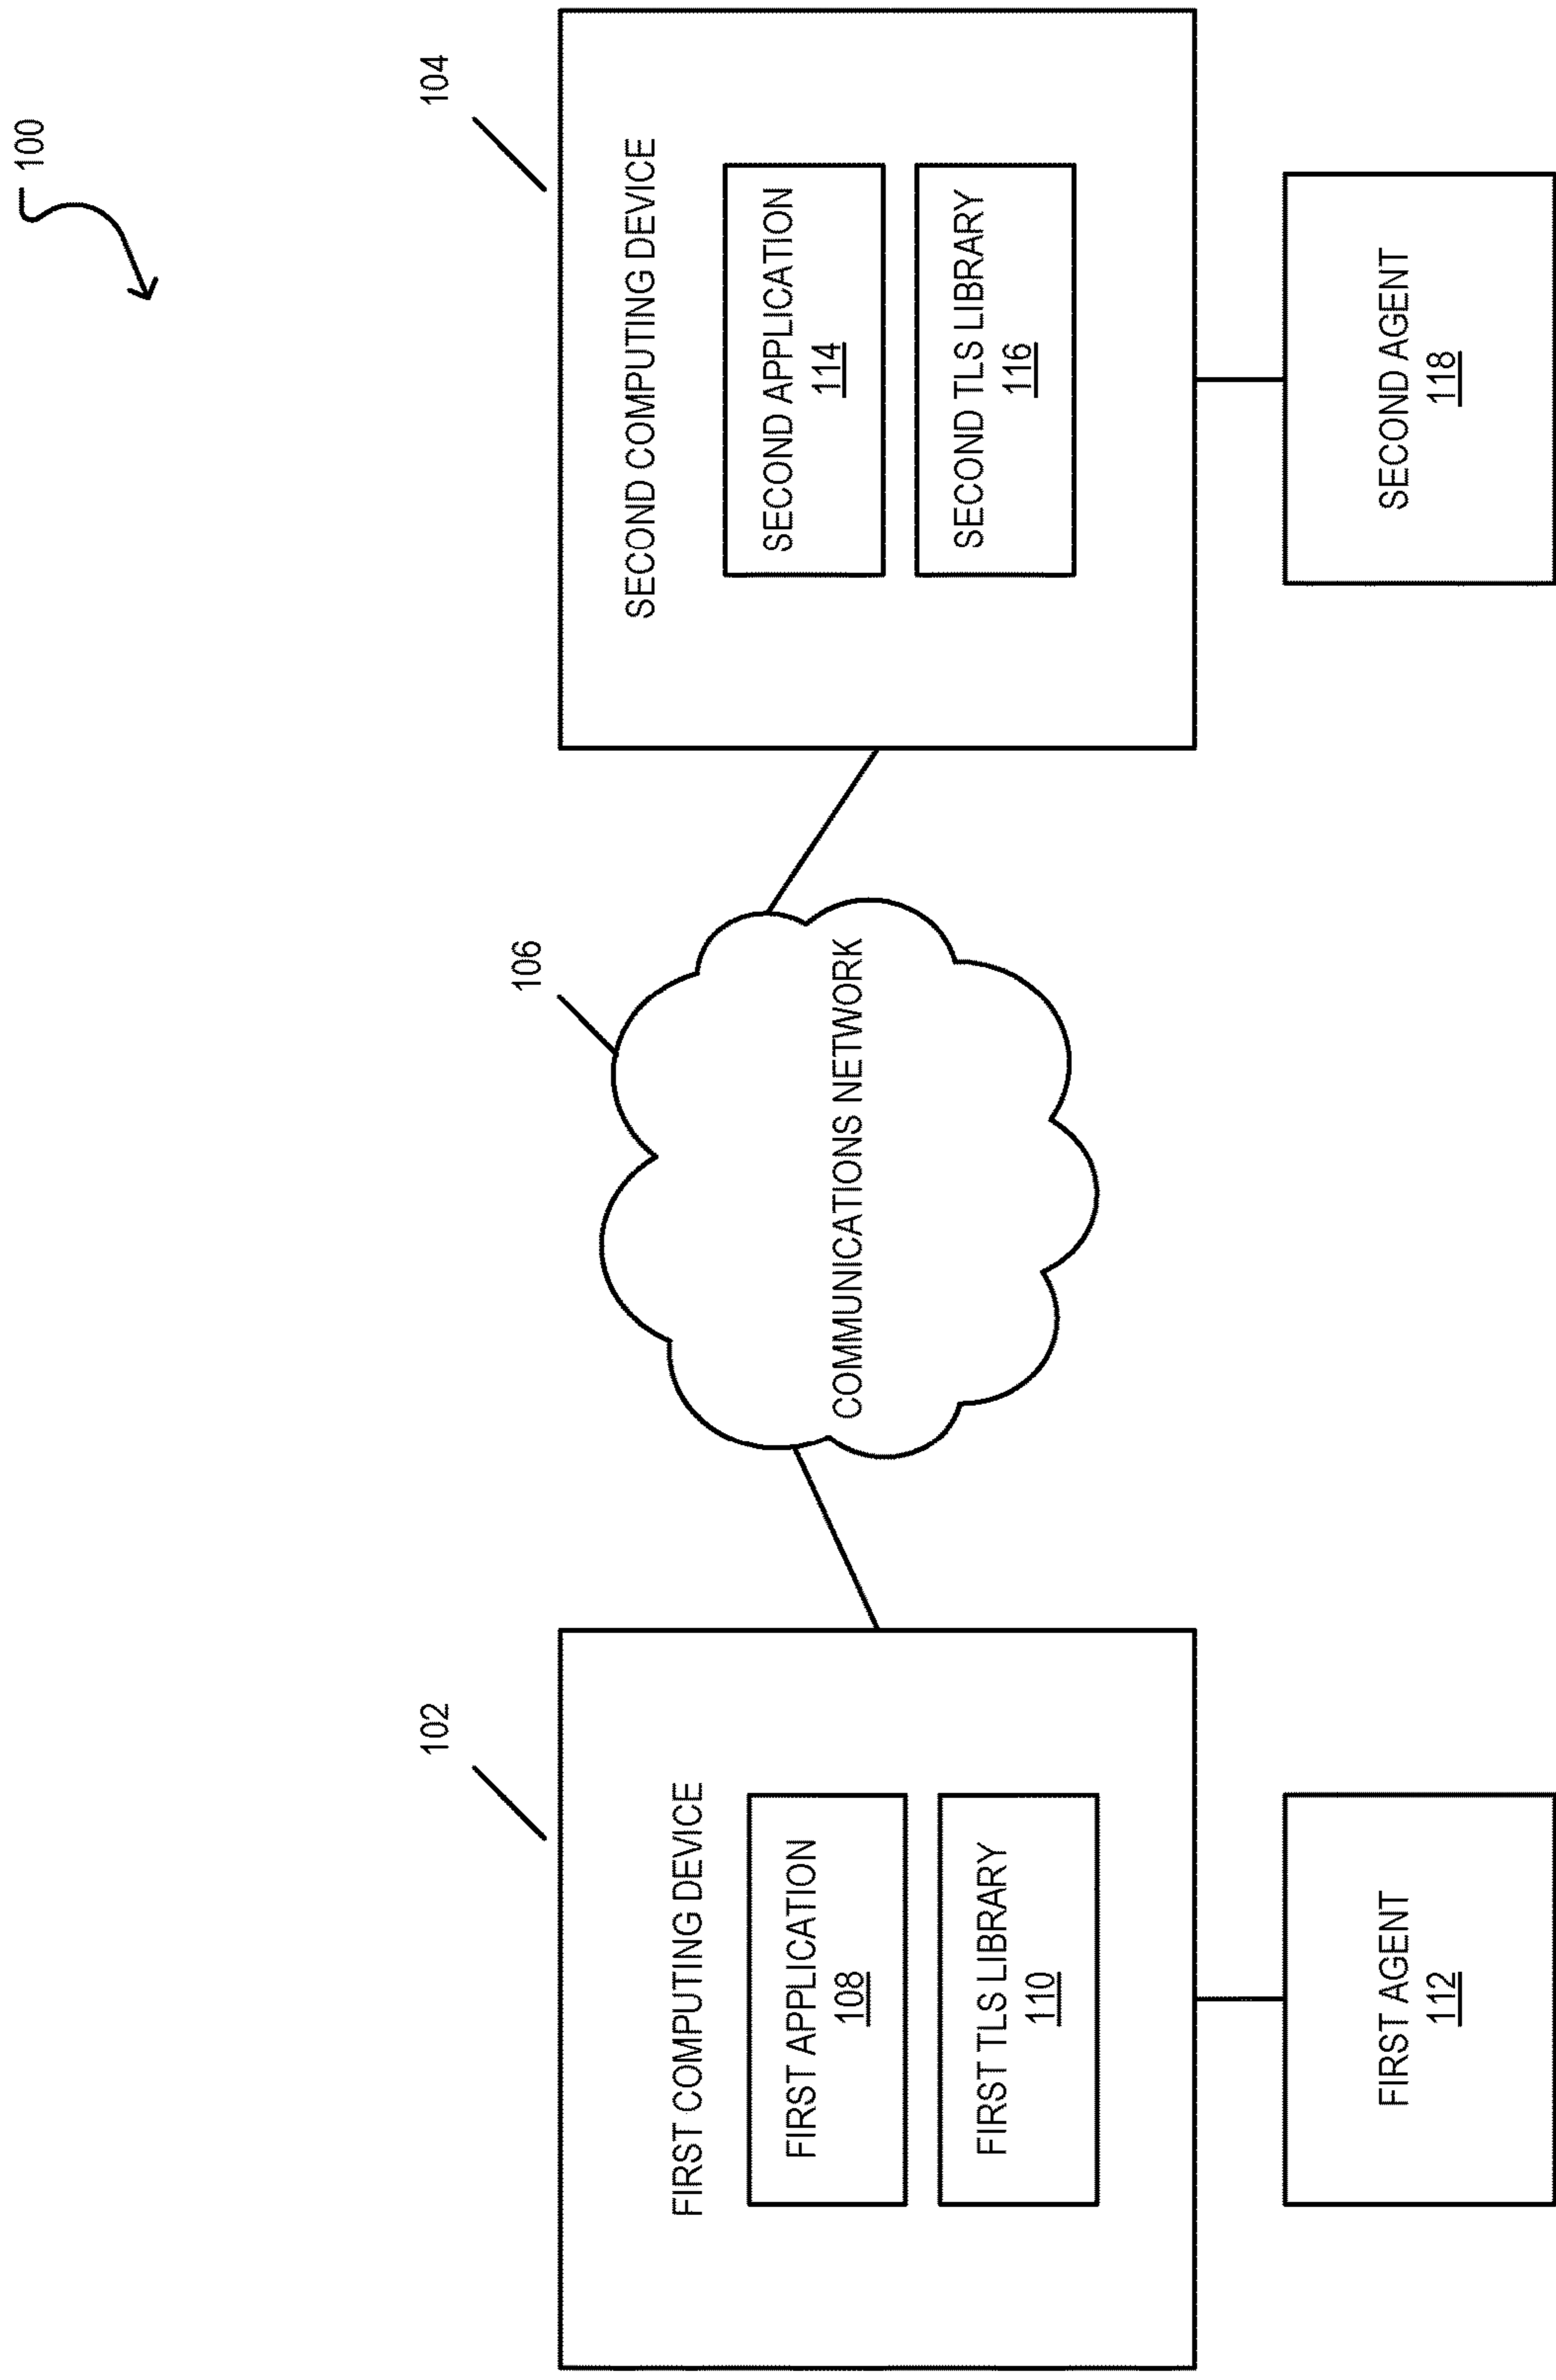 100
102
FIRST COMPUTING DEVICE
FIRST APPLICATION
108
FIRST TLS LIBRARY
110
FIRST AGENT
112
106
COMMUNICATIONS NETWORK
104
SECOND COMPUTING DEVICE
SECOND APPLICATION
114
SECOND TLS LIBRARY
116
SECOND AGENT
118